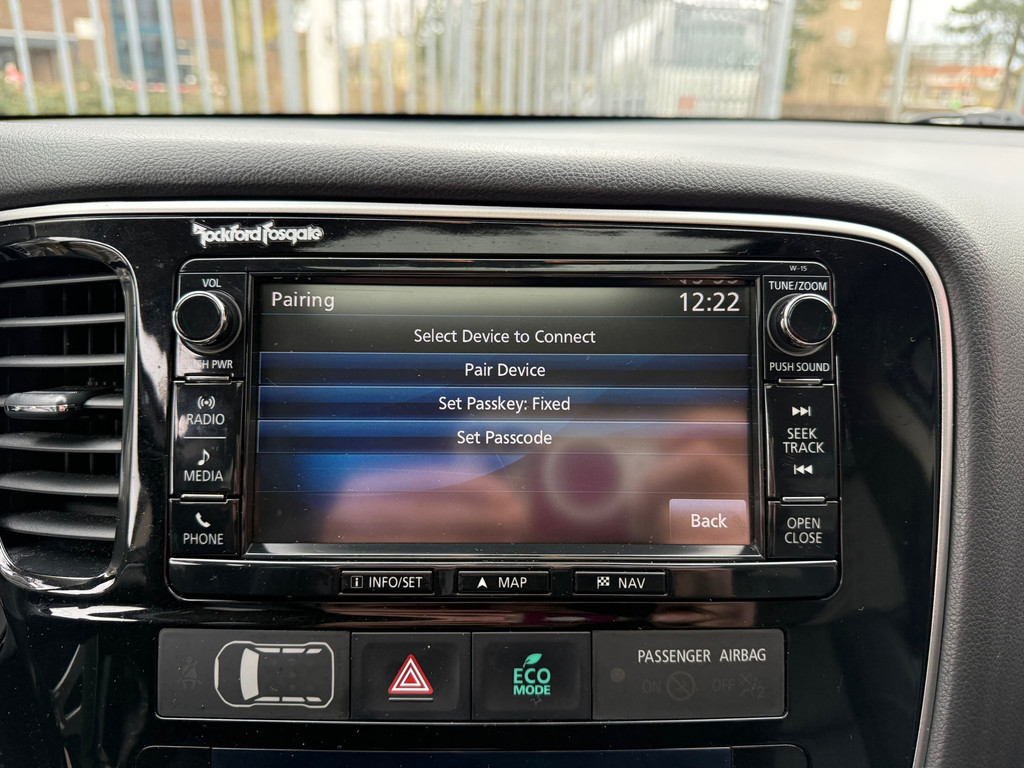 Rockford Fosgate
W-15
VOL
TUNE/ZOOM
Pairing
12:22
Select Device to Connect
Pair Device
Set Passkey: Fixed
Set Passcode
Back
PWR
PUSH SOUND
RADIO
MEDIA
PHONE
SEEK
TRACK
OPEN
CLOSE
INFO/SET
MAP
NAV
ECO
MODE
PASSENGER AIRBAG
ON
OFF